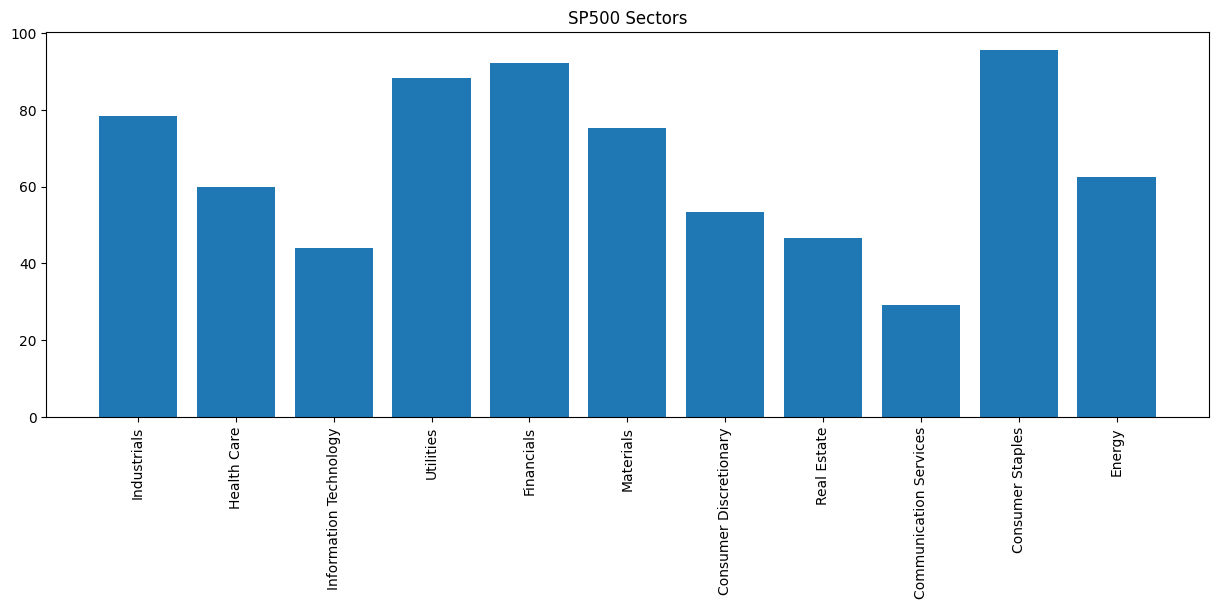 SP500 Sectors
100
80
60
40
20
0
Industrials
Health Care
Information Technology
Utilities
Financials
Materials
Consumer Discretionary
Real Estate
Communication Services
Consumer Staples
Energy